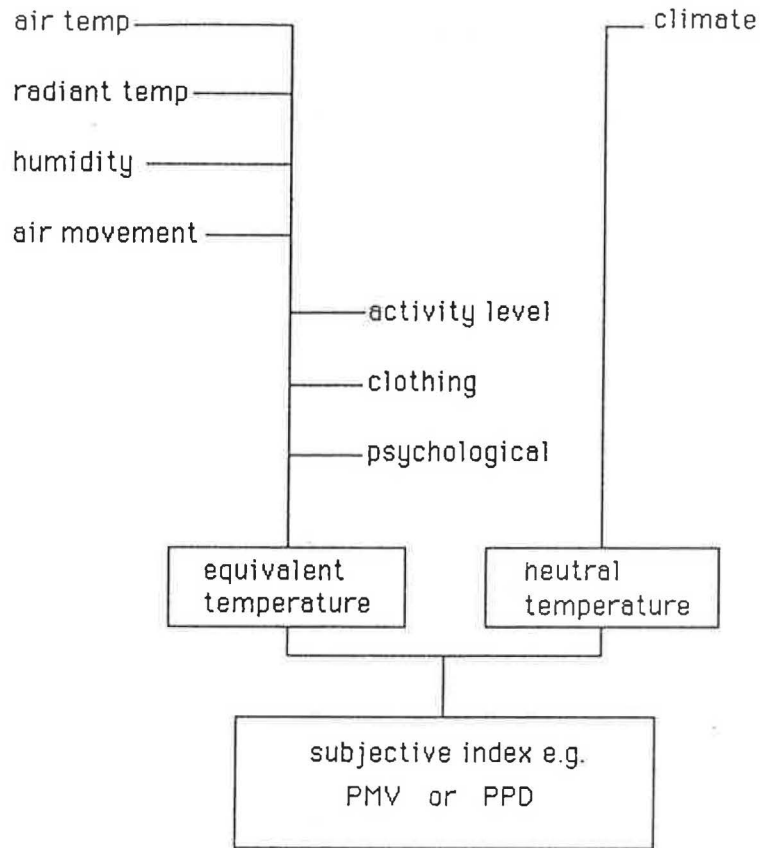 air temp
climate
radiant temp
humidity
air movement
activity level
clothing
psychological
equivalent
temperature
neutral
temperature
subjective index e.g.
PMV or PPD